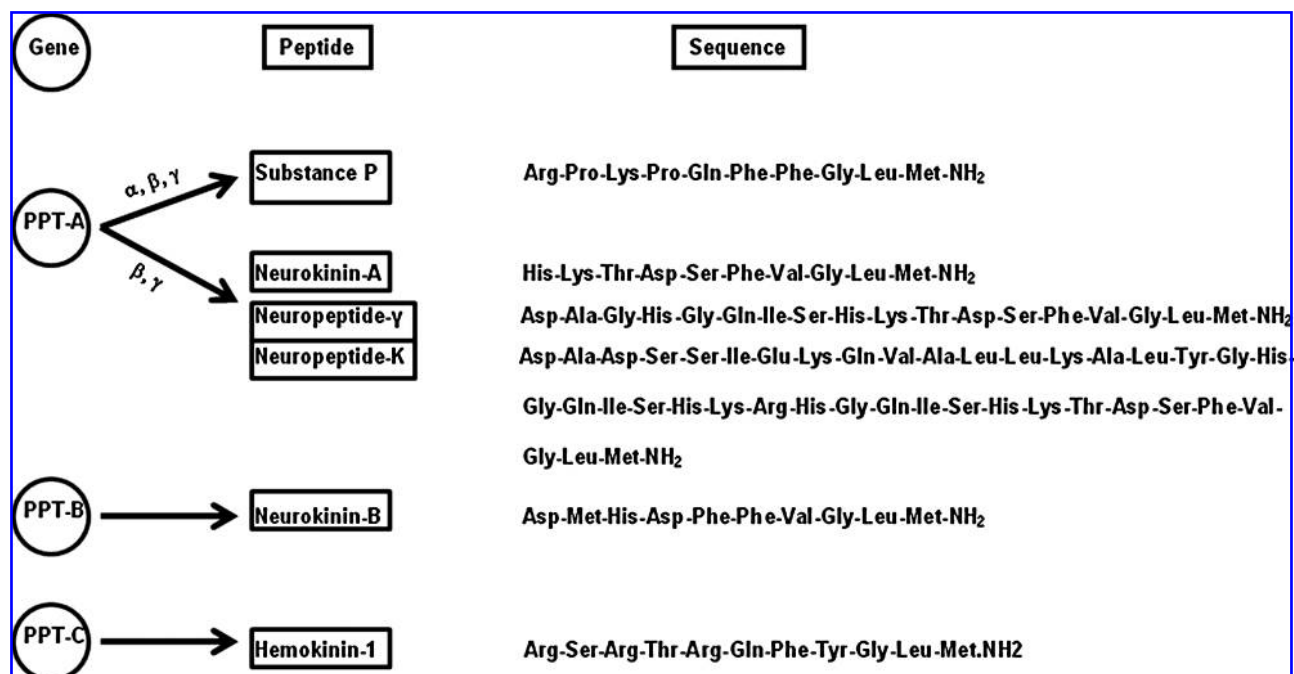 Gene Peptide Sequence
α, β, γ
Substance P Arg-Pro-Lys-Pro-Gln-Phe-Phe-Gly-Leu-Met-NH₂
PPT-A
β, γ
Neurokinin-A His-Lys-Thr-Asp-Ser-Phe-Val-Gly-Leu-Met-NH₂
Neuropeptide-γ Asp-Ala-Gly-His-Gly-Gln-Ile-Ser-His-Lys-Thr-Asp-Ser-Phe-Val-Gly-Leu-Met-NH₂
Neuropeptide-K Asp-Ala-Asp-Ser-Ser-Ile-Glu-Lys-Gln-Val-Ala-Leu-Leu-Lys-Ala-Leu-Tyr-Gly-His-
Gly-Gln-Ile-Ser-His-Lys-Arg-His-Gly-Gln-Ile-Ser-His-Lys-Thr-Asp-Ser-Phe-Val-
Gly-Leu-Met-NH₂
PPT-B Neurokinin-B Asp-Met-His-Asp-Phe-Phe-Val-Gly-Leu-Met-NH₂
PPT-C Hemokinin-1 Arg-Ser-Arg-Thr-Arg-Gln-Phe-Tyr-Gly-Leu-Met.NH2